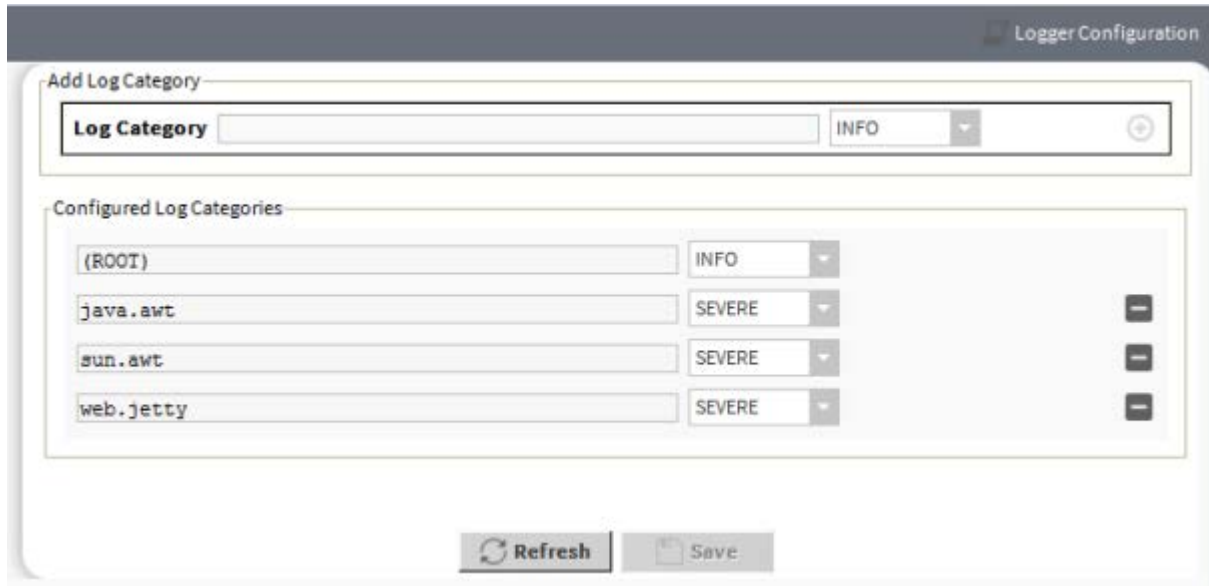 Logger Configuration
Add Log Category
Log Category INFO
Configured Log Categories
(ROOT) INFO
java.awt SEVERE
sun.awt SEVERE
web.jetty SEVERE
Refresh Save